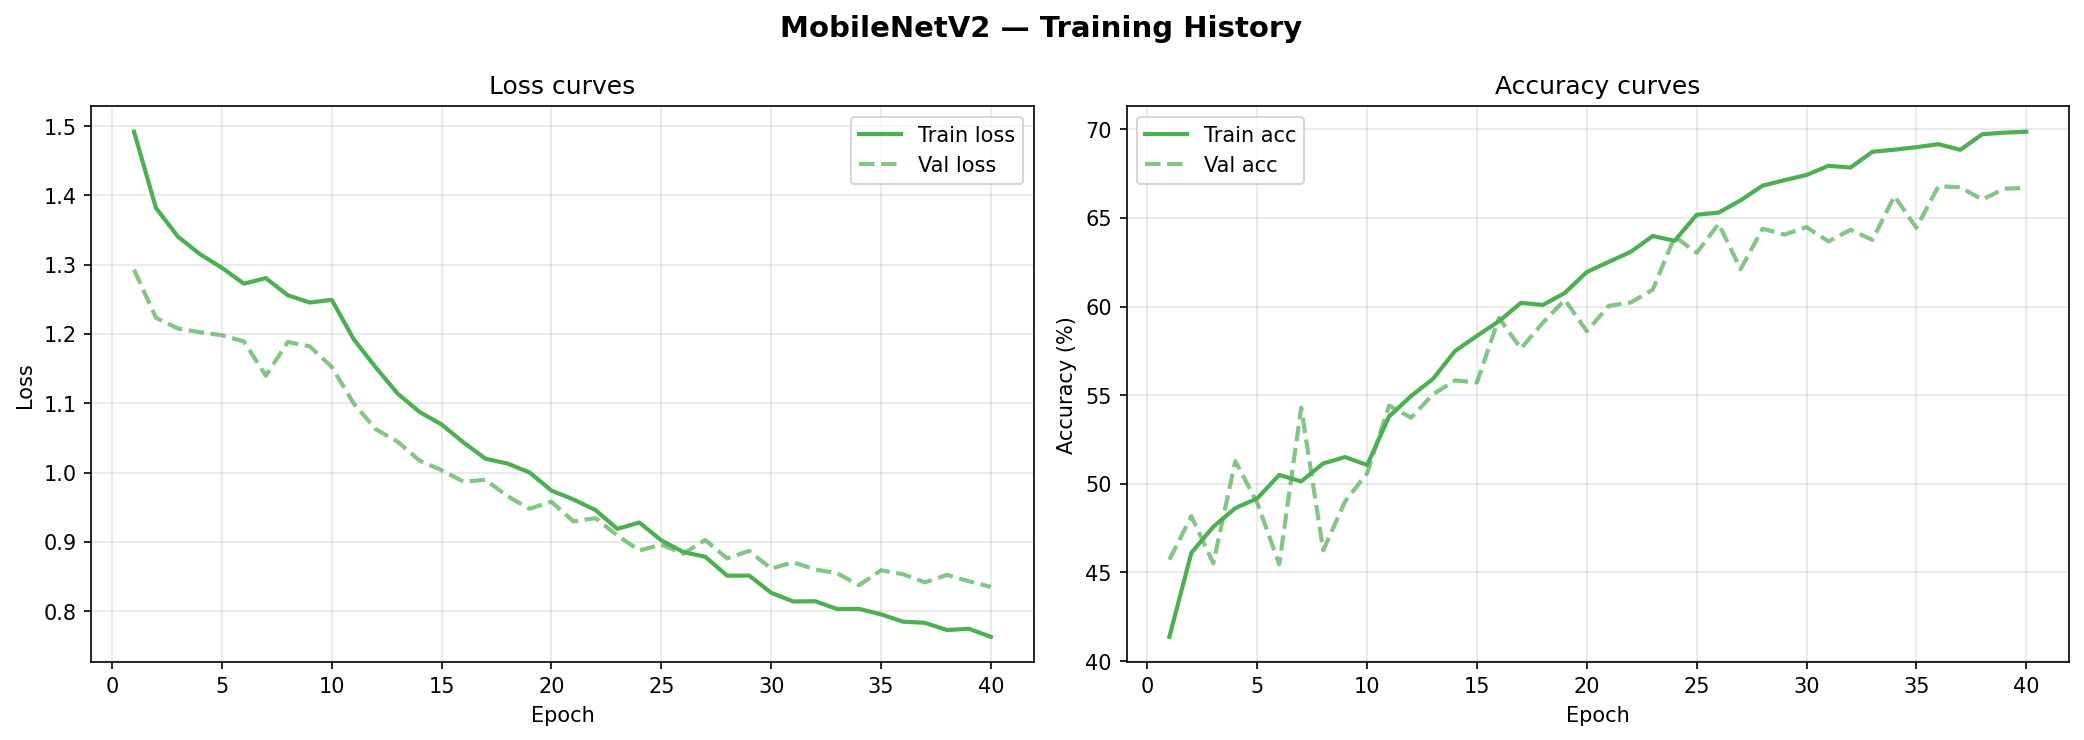 MobileNetV2 — Training History
Loss curves
1.5
1.4
1.3
1.2
1.1
1.0
0.9
0.8
Loss
Train loss
Val loss
0 5 10 15 20 25 30 35 40
Epoch
Accuracy curves
70
65
60
55
50
45
40
Accuracy (%)
Train acc
Val acc
0 5 10 15 20 25 30 35 40
Epoch